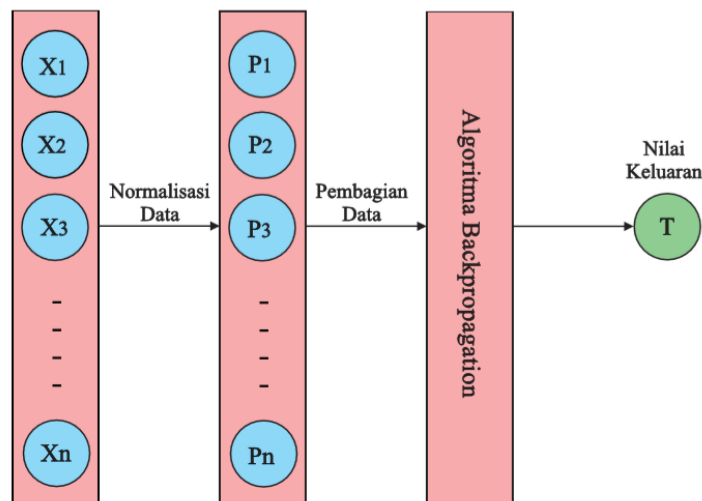 X1
X2
X3
-
-
-
-
Xn
Normalisasi
Data
P1
P2
P3
-
-
-
-
Pn
Pembagian
Data
Algoritma Backpropagation
Nilai
Keluaran
T